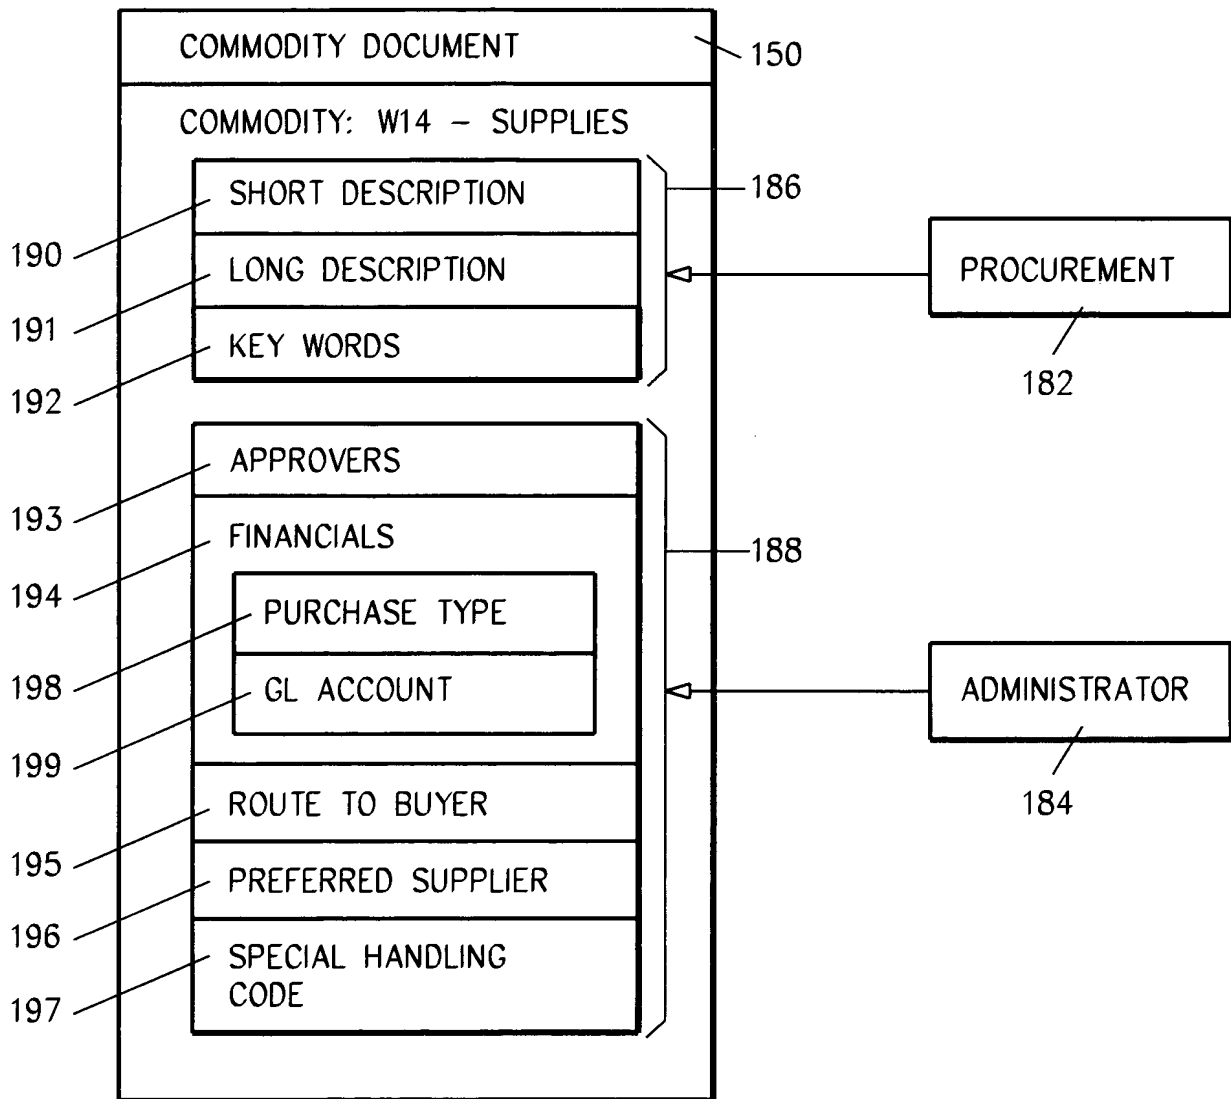 COMMODITY DOCUMENT
150
COMMODITY: W14 - SUPPLIES
SHORT DESCRIPTION
186
190
LONG DESCRIPTION
PROCUREMENT
191
KEY WORDS
182
192
APPROVERS
193
FINANCIALS
188
194
PURCHASE TYPE
198
GL ACCOUNT
ADMINISTRATOR
199
ROUTE TO BUYER
184
195
PREFERRED SUPPLIER
196
SPECIAL HANDLING
CODE
197